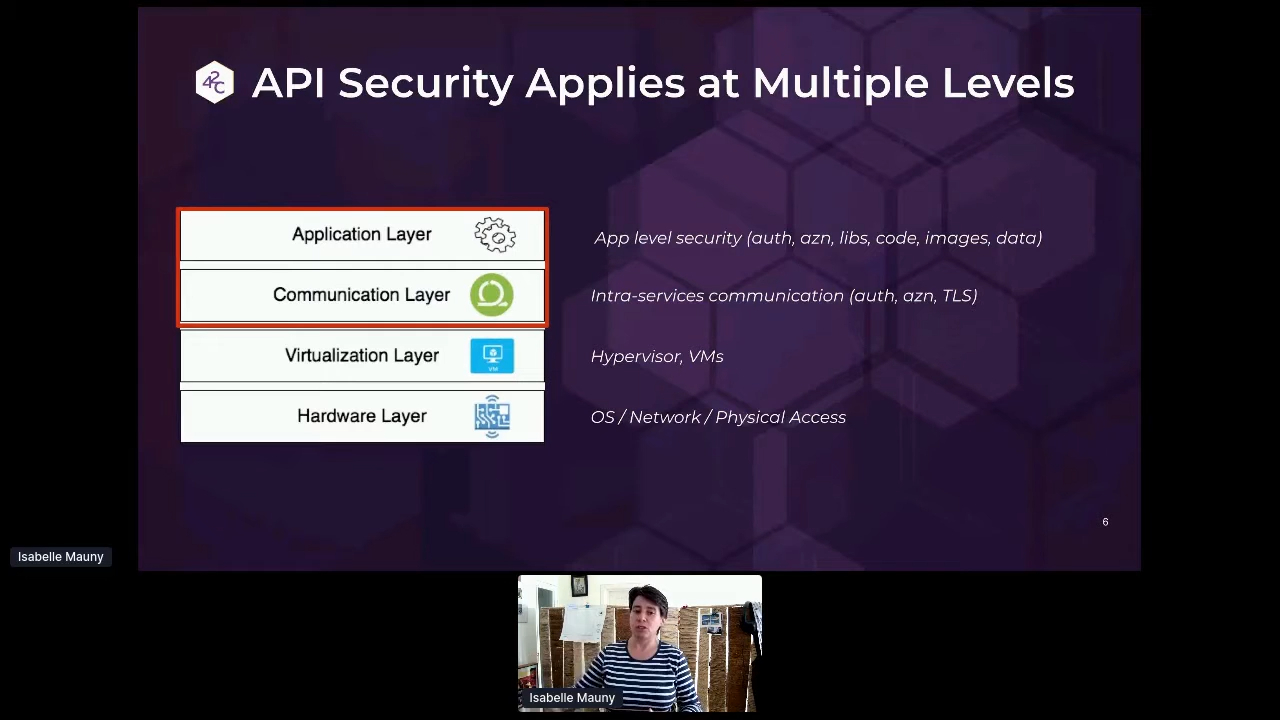 42C API Security Applies at Multiple Levels
Application Layer
App level security (auth, azn, libs, code, images, data)
Communication Layer
Intra-services communication (auth, azn, TLS)
Virtualization Layer
VM
Hypervisor, VMs
Hardware Layer
OS / Network / Physical Access
6
Isabelle Mauny
Isabelle Mauny